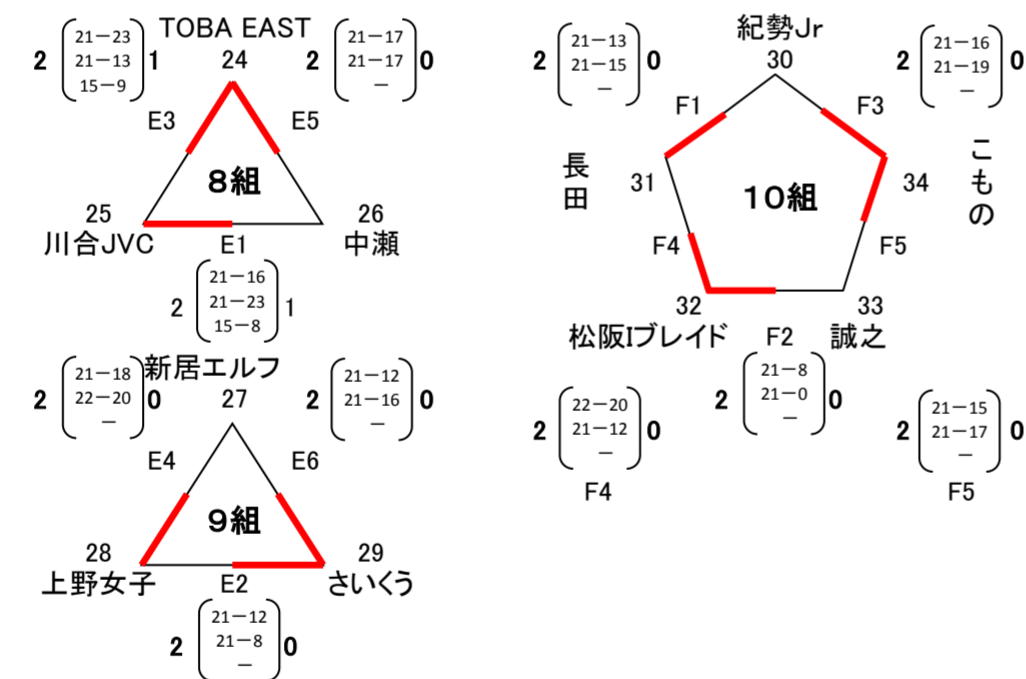 TOBA EAST
24
2 21－23 1
21－13
15－9
2 21－17 0
21－17
－
E3
E5
8組
25
川合JVC
E1
26
中瀬
2 21－16 1
21－23
15－8
新居エルフ
27
2 21－18 0
22－20
－
2 21－12 0
21－16
－
E4
E6
9組
28
上野女子
E2
29
さいくう
2 21－12 0
21－8
－
紀勢Jr
30
2 21－13 0
21－15
－
2 21－16 0
21－19
－
F1
F3
長田
31
10組
34
こもの
F4
F5
32
松阪Iブレイド
F2
33
誠之
2 21－8 0
21－0
－
2 22－20 0
21－12
－
F4
2 21－15 0
21－17
－
F5